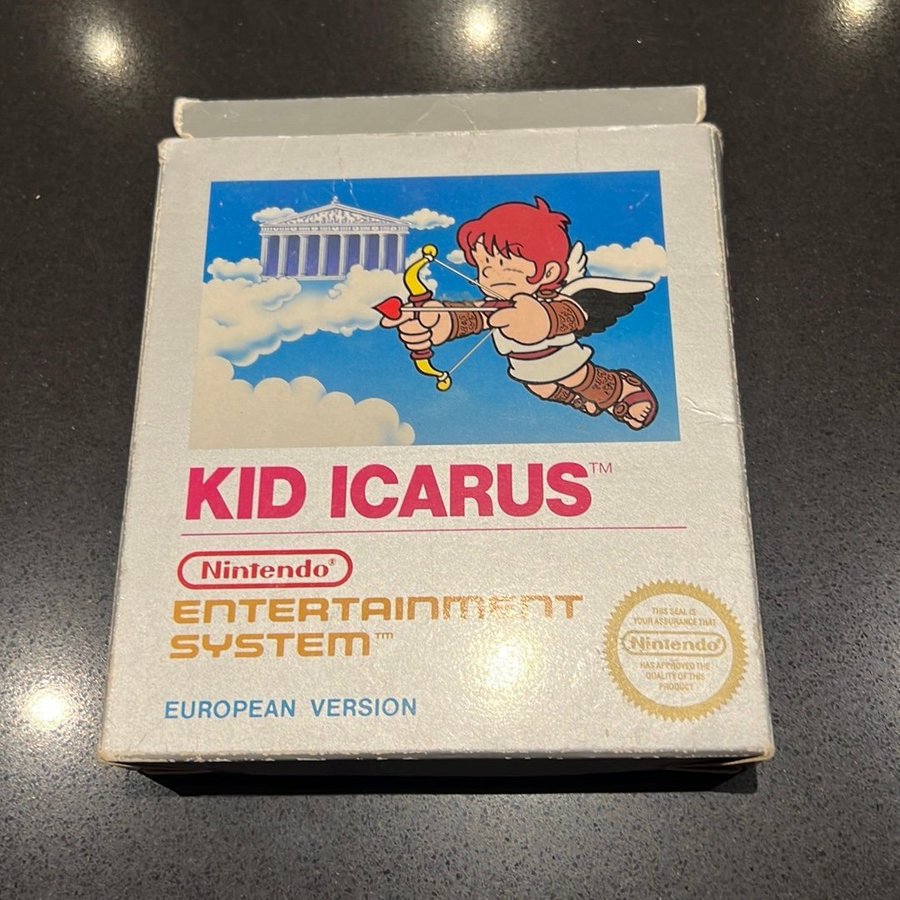 KID ICARUS™
Nintendo®
ENTERTAINMENT
SYSTEM™
EUROPEAN VERSION
THIS SEAL IS
YOUR ASSURANCE THAT
Nintendo
HAS APPROVED THE
QUALITY OF THIS
PRODUCT